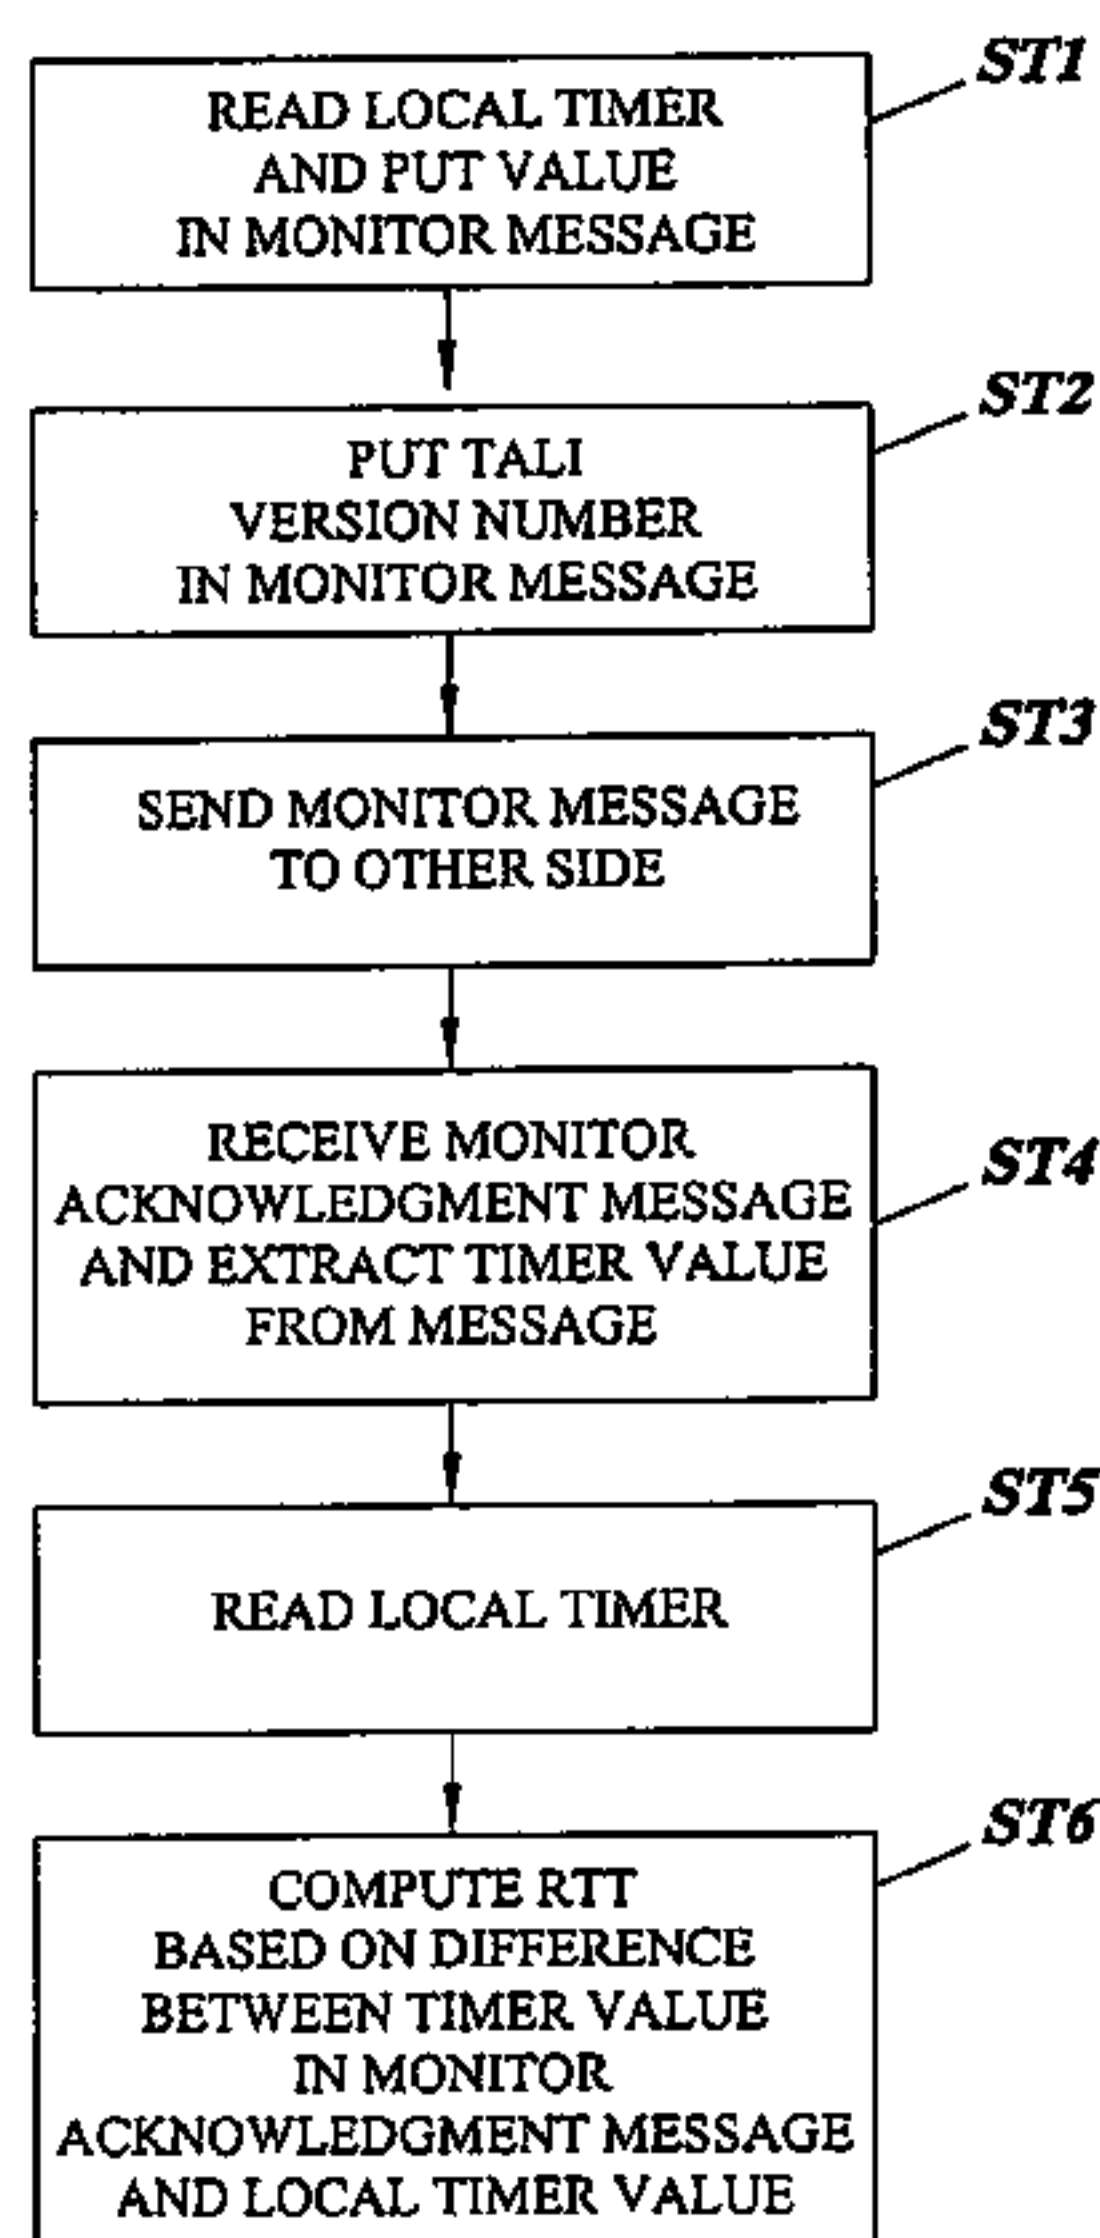 ST1
READ LOCAL TIMER
AND PUT VALUE
IN MONITOR MESSAGE
ST2
PUT TALI
VERSION NUMBER
IN MONITOR MESSAGE
ST3
SEND MONITOR MESSAGE
TO OTHER SIDE
ST4
RECEIVE MONITOR
ACKNOWLEDGMENT MESSAGE
AND EXTRACT TIMER VALUE
FROM MESSAGE
ST5
READ LOCAL TIMER
ST6
COMPUTE RTT
BASED ON DIFFERENCE
BETWEEN TIMER VALUE
IN MONITOR
ACKNOWLEDGMENT MESSAGE
AND LOCAL TIMER VALUE